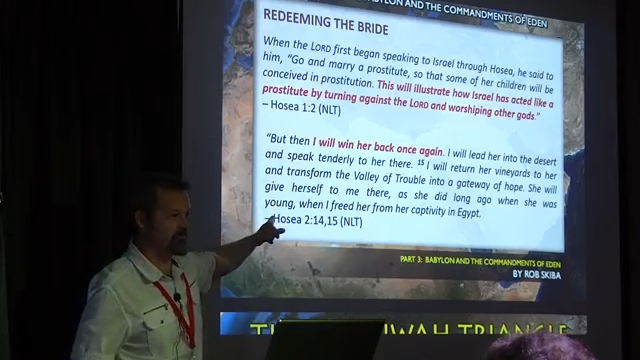 BABYLON AND THE COMMANDMENTS OF EDEN
REDEEMING THE BRIDE
When the LORD first began speaking to Israel through Hosea, he said to
him, “Go and marry a prostitute, so that some of her children will be
conceived in prostitution. This will illustrate how Israel has acted like a
prostitute by turning against the LORD and worshiping other gods.”
– Hosea 1:2 (NLT)
“But then I will win her back once again. I will lead her into the desert
and speak tenderly to her there. 15 I will return her vineyards to her
and transform the Valley of Trouble into a gateway of hope. She will
give herself to me there, as she did long ago when she was
young, when I freed her from her captivity in Egypt.
– Hosea 2:14,15 (NLT)
PART 3: BABYLON AND THE COMMANDMENTS OF EDEN
BY ROB SKIBA
TRIANGLE